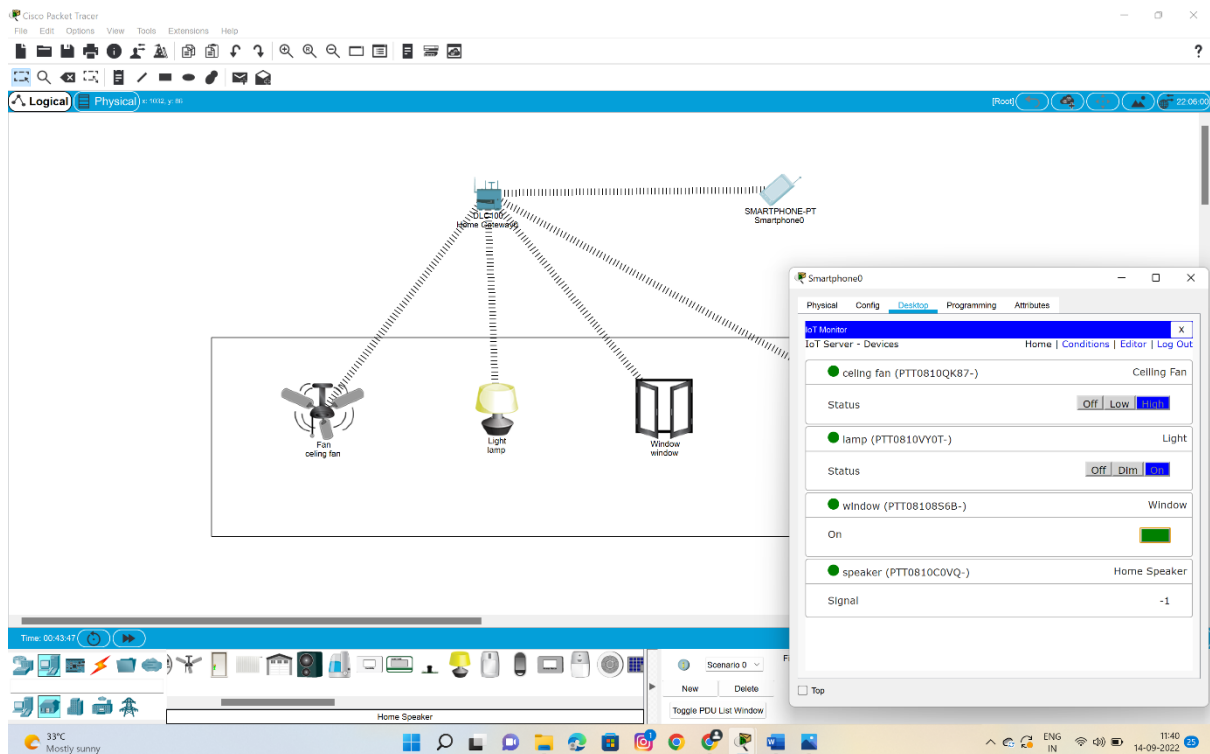 Cisco Packet Tracer
File Edit Options View Tools Extensions Help
?
Logical Physical x: 1032, y: 86 [Root] 22:06:00
SMARTPHONE-PT
Smartphone0
DLC100
Home Gateway0
Fan
celing fan
Light
lamp
Window
window
Smartphone0
Physical Config Desktop Programming Attributes
IoT Monitor X
IoT Server - Devices Home | Conditions | Editor | Log Out
celing fan (PTT0810QK87-) Ceiling Fan
Status Off Low High
lamp (PTT0810VY0T-) Light
Status Off Dim On
window (PTT08108S6B-) Window
On
speaker (PTT0810C0VQ-) Home Speaker
Signal -1
Top
Time: 00:43:47
Scenario 0
New Delete
Toggle PDU List Window
Home Speaker
33°C
Mostly sunny
ENG
IN
11:40
14-09-2022
25